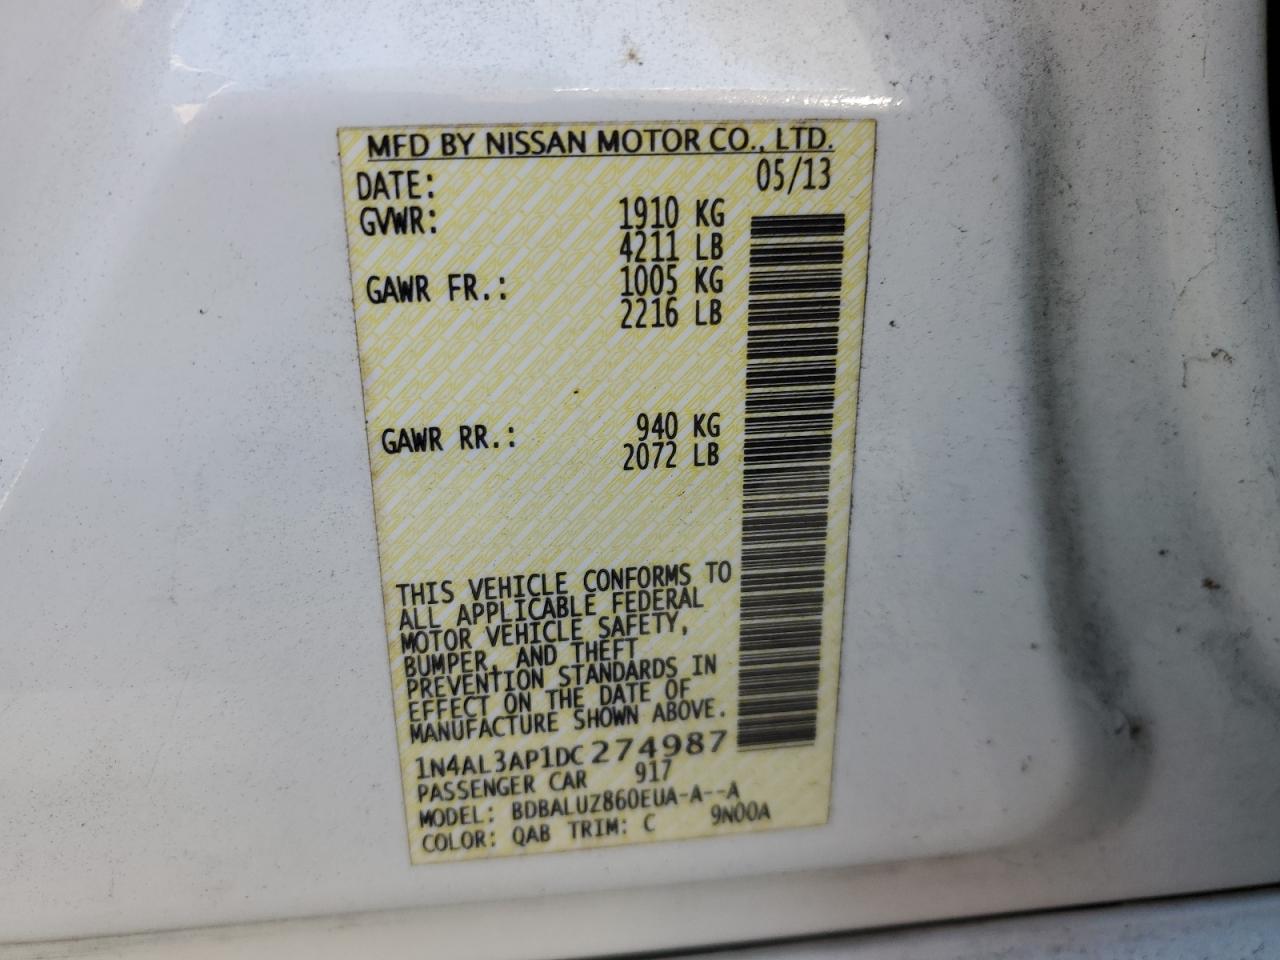 MFD BY NISSAN MOTOR CO., LTD.
DATE: 05/13
GVWR: 1910 KG
4211 LB
GAWR FR.: 1005 KG
2216 LB
GAWR RR.: 940 KG
2072 LB
THIS VEHICLE CONFORMS TO
ALL APPLICABLE FEDERAL
MOTOR VEHICLE SAFETY,
BUMPER, AND THEFT
PREVENTION STANDARDS IN
EFFECT ON THE DATE OF
MANUFACTURE SHOWN ABOVE.
1N4AL3AP1DC274987
PASSENGER CAR 917
MODEL: BDBALUZ860EUA-A--A
COLOR: QAB TRIM: C 9N00A